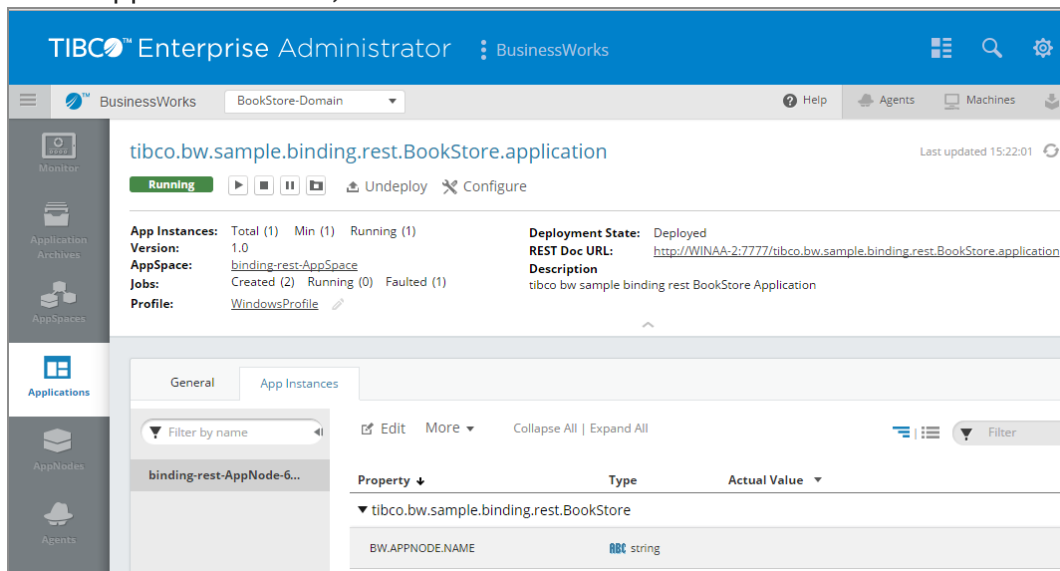 TIBCO™ Enterprise Administrator BusinessWorks
BusinessWorks BookStore-Domain Help Agents Machines
Monitor
Application Archives
AppSpaces
Applications
AppNodes
Agents
tibco.bw.sample.binding.rest.BookStore.application
Last updated 15:22:01
Running Undeploy Configure
App Instances: Total (1) Min (1) Running (1)
Version: 1.0
AppSpace: binding-rest-AppSpace
Jobs: Created (2) Running (0) Faulted (1)
Profile: WindowsProfile
Deployment State: Deployed
REST Doc URL: http://WINAA-2:7777/tibco.bw.sample.binding.rest.BookStore.application
Description
tibco bw sample binding rest BookStore Application
General App Instances
Filter by name
binding-rest-AppNode-6...
Edit More Collapse All | Expand All Filter
Property Type Actual Value
tibco.bw.sample.binding.rest.BookStore
BW.APPNODE.NAME ABC string